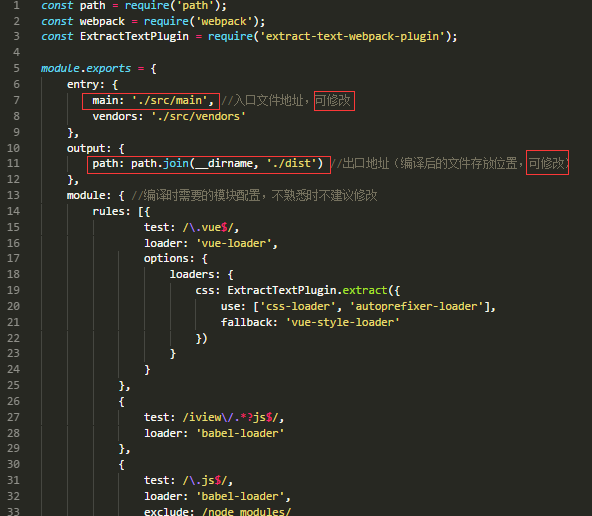 1 const path = require('path');
2 const webpack = require('webpack');
3 const ExtractTextPlugin = require('extract-text-webpack-plugin');
4
5 module.exports = {
6 entry: {
7 main: './src/main', //入口文件地址，可修改
8 vendors: './src/vendors'
9 },
10 output: {
11 path: path.join(__dirname, './dist') //出口地址（编译后的文件存放位置，可修改）
12 },
13 module: { //编译时需要的模块配置，不熟悉时不建议修改
14 rules: [{
15 test: /\.vue$/,
16 loader: 'vue-loader',
17 options: {
18 loaders: {
19 css: ExtractTextPlugin.extract({
20 use: ['css-loader', 'autoprefixer-loader'],
21 fallback: 'vue-style-loader'
22 })
23 }
24 }
25 },
26 {
27 test: /iview\/.*?js$/,
28 loader: 'babel-loader'
29 },
30 {
31 test: /\.js$/,
32 loader: 'babel-loader',
33 exclude: /node_modules/